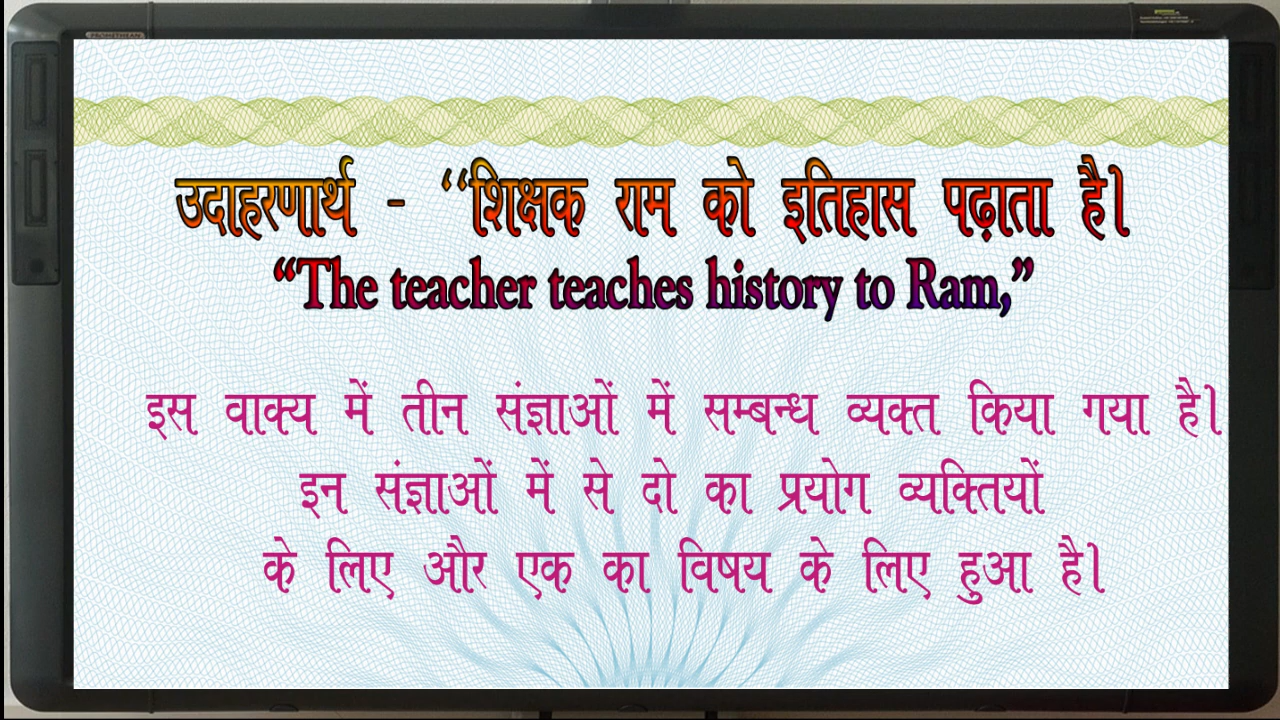 PROMETHEAN
उदाहरणार्थ - ‘‘शिक्षक राम को इतिहास पढ़ाता है।
“The teacher teaches history to Ram,”
इस वाक्य में तीन संज्ञाओं में सम्बन्ध व्यक्त किया गया है।
इन संज्ञाओं में से दो का प्रयोग व्यक्तियों
के लिए और एक का विषय के लिए हुआ है।